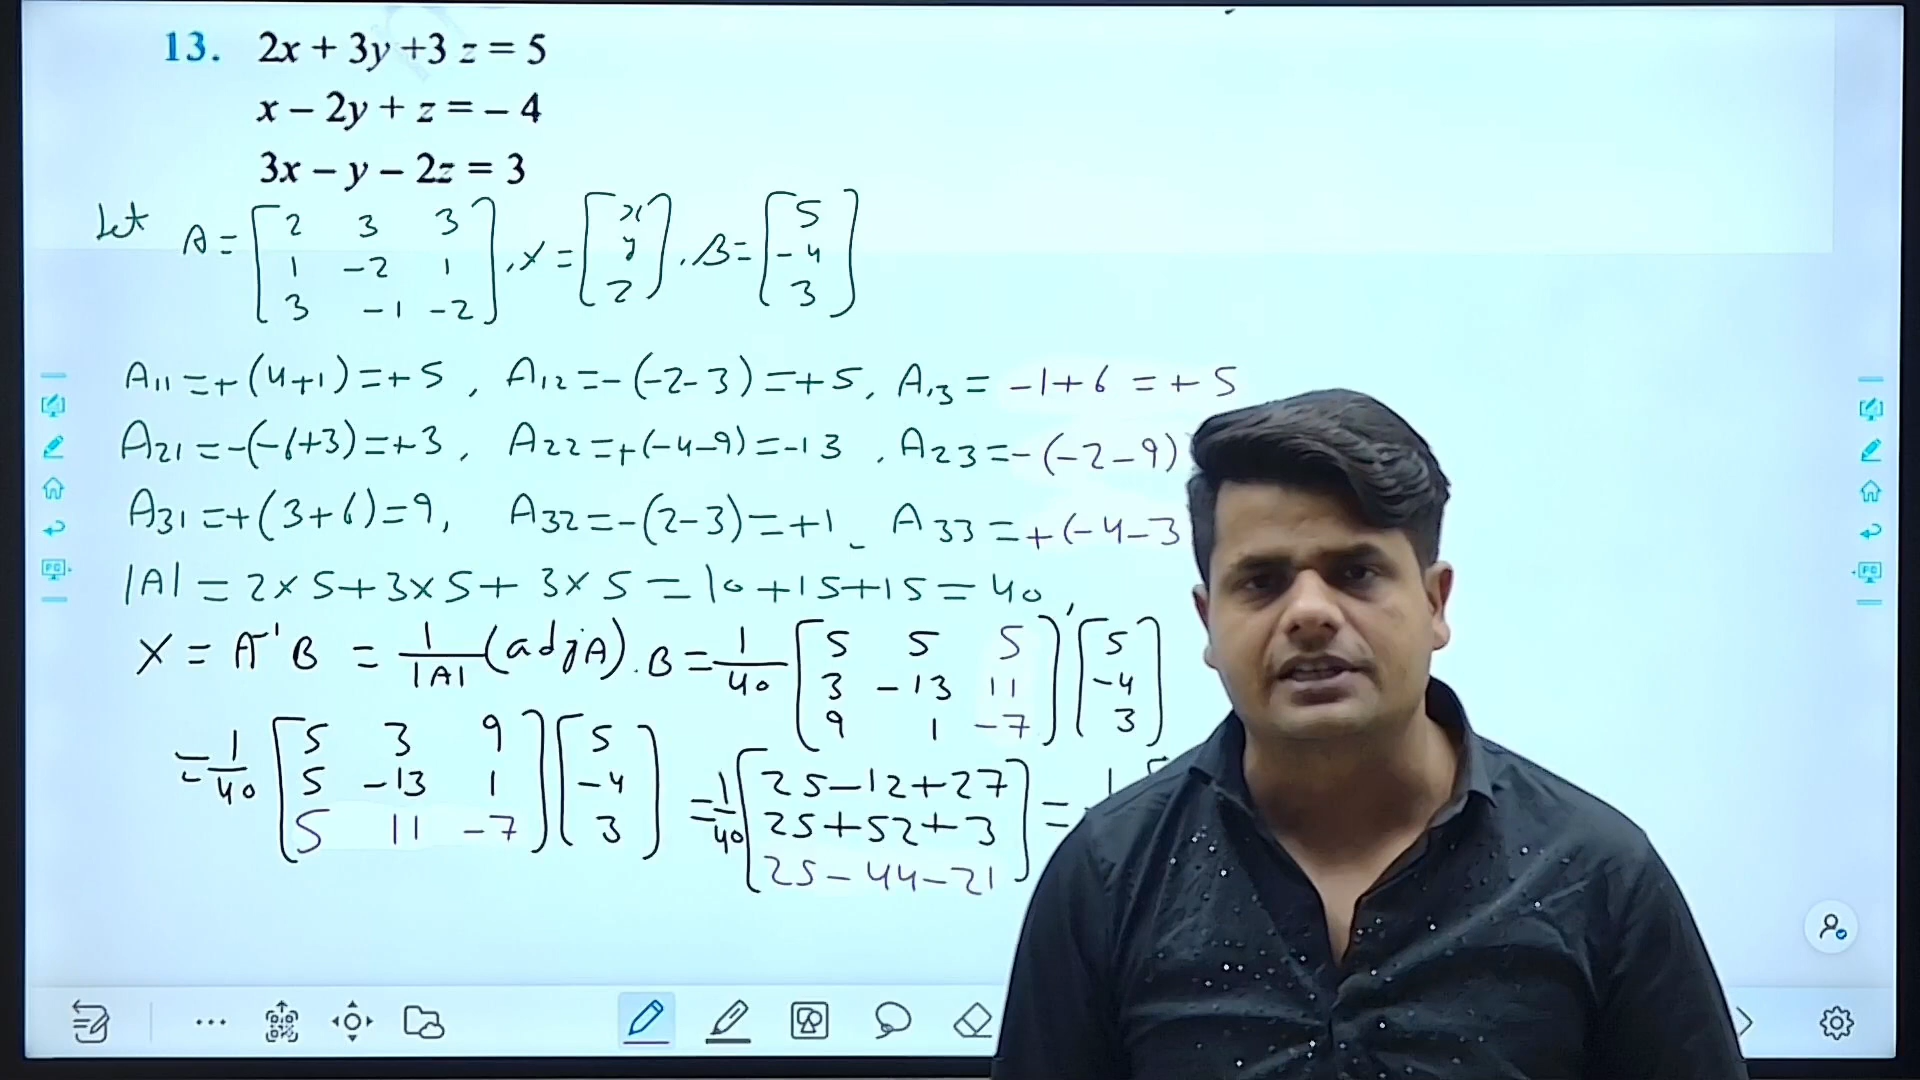 13. 2x + 3y +3 z = 5
x – 2y + z = – 4
3x – y – 2z = 3
Let A = [2 3 3; 1 -2 1; 3 -1 -2], X = [x; y; z], B = [5; -4; 3]
A11 = +(4+1) = +5, A12 = -(-2-3) = +5, A13 = -1+6 = +5
A21 = -(-6+3) = +3, A22 = +(-4-9) = -13, A23 = -(-2-9)
A31 = +(3+6) = 9, A32 = -(2-3) = +1, A33 = +(-4-3
|A| = 2×5+3×5+3×5 = 10+15+15 = 40
X = A⁻¹B = 1/|A| (adjA).B = 1/40 [5 5 5; 3 -13 11; 9 1 -7]' [5; -4; 3]
= 1/40 [5 3 9; 5 -13 1; 5 11 -7] [5; -4; 3] = 1/40 [25-12+27; 25+52+3; 25-44-21] =